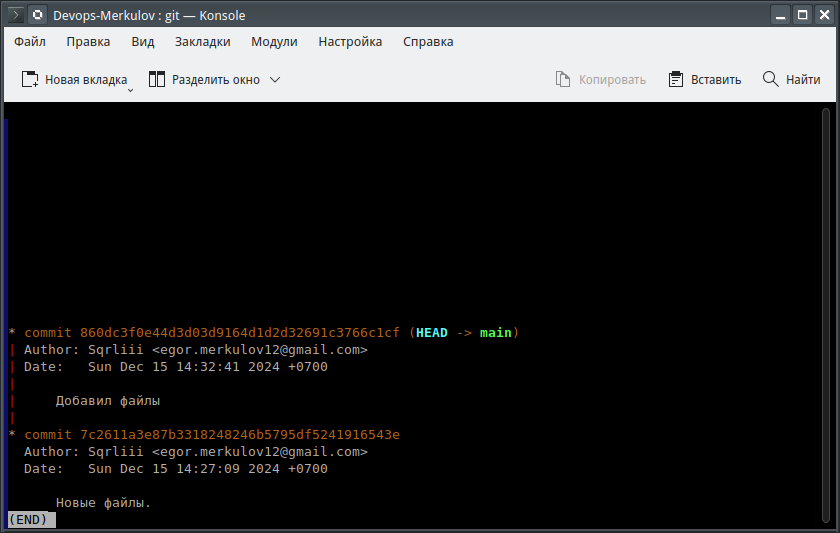 Devops-Merkulov : git — Konsole
Файл Правка Вид Закладки Модули Настройка Справка
Новая вкладка Разделить окно Копировать Вставить Найти
* commit 860dc3f0e44d3d03d9164d1d2d32691c3766c1cf (HEAD -> main)
| Author: Sqrliii <egor.merkulov12@gmail.com>
| Date:   Sun Dec 15 14:32:41 2024 +0700
|
|     Добавил файлы
|
* commit 7c2611a3e87b3318248246b5795df5241916543e
  Author: Sqrliii <egor.merkulov12@gmail.com>
  Date:   Sun Dec 15 14:27:09 2024 +0700
      Новые файлы.
(END)